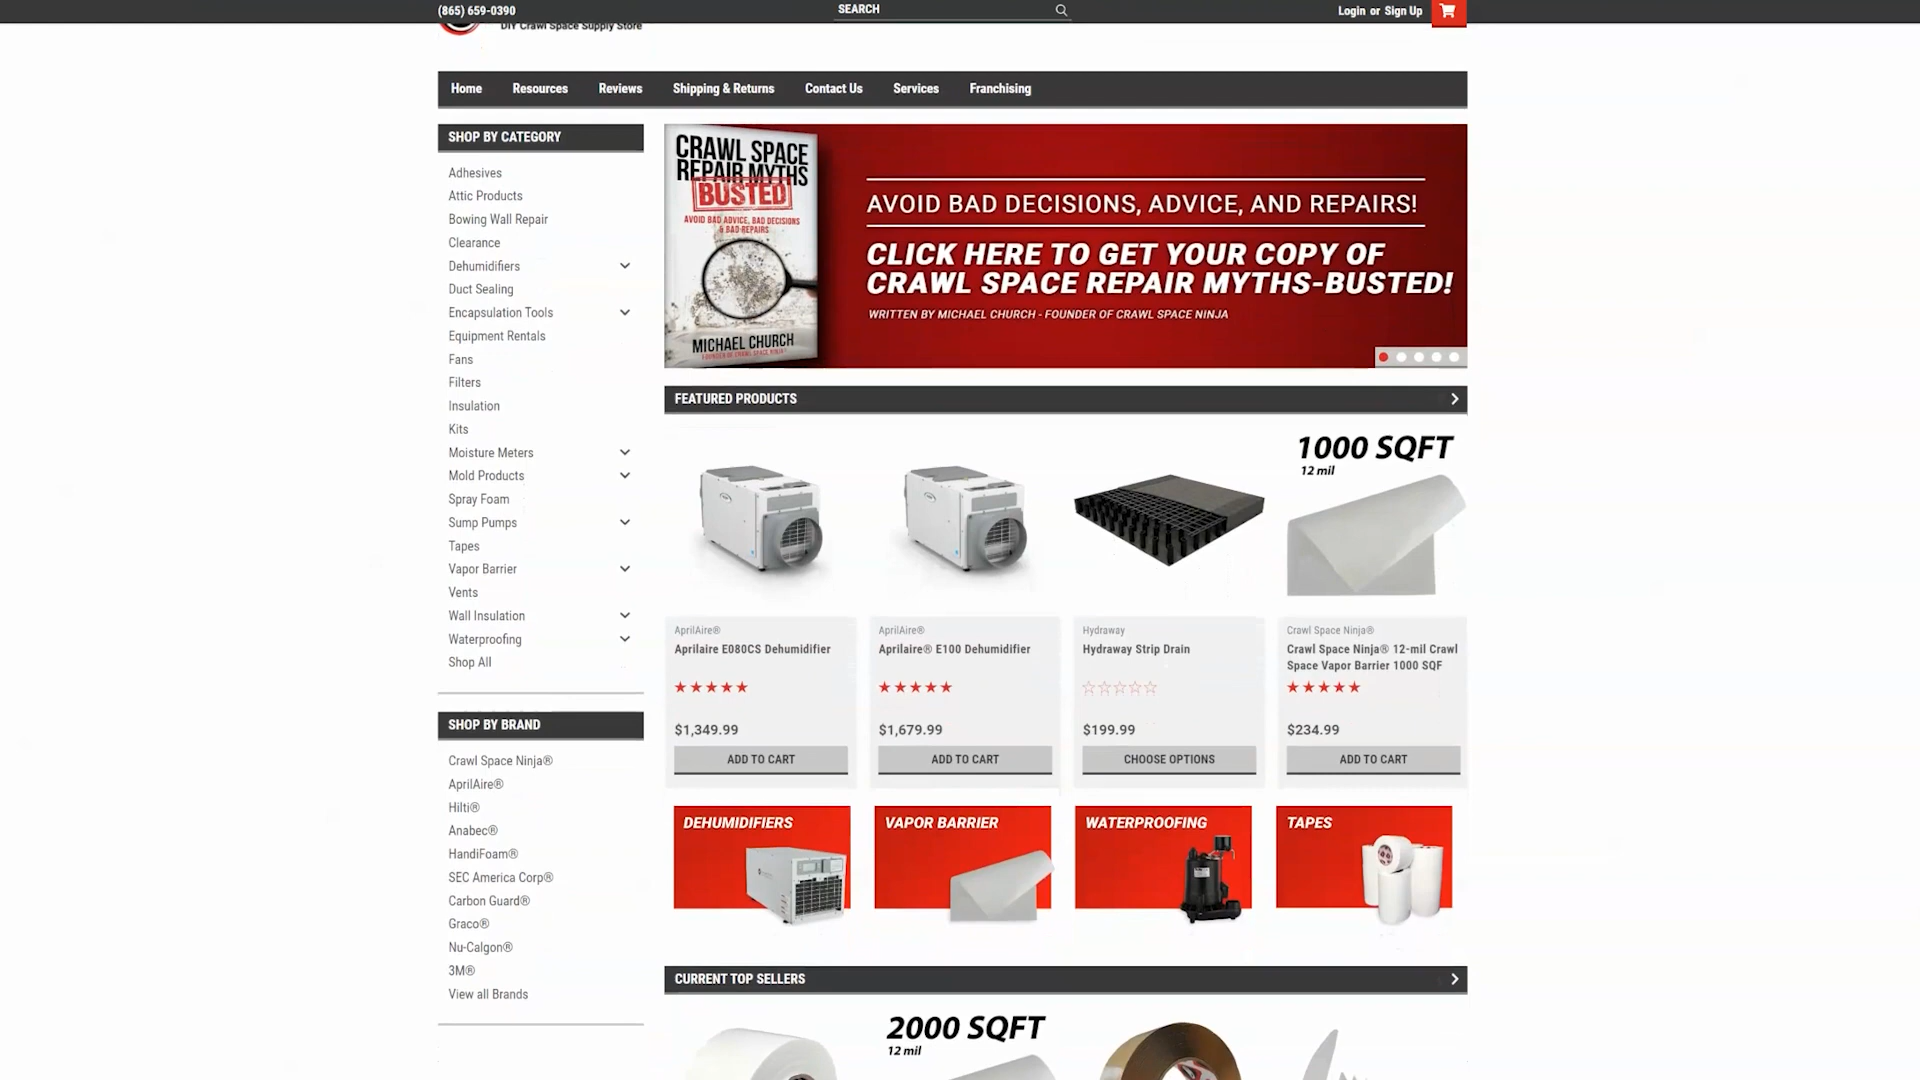 (865) 659-0390
SEARCH
Login or Sign Up
DIY Crawl Space Supply Store
Home
Resources
Reviews
Shipping & Returns
Contact Us
Services
Franchising
SHOP BY CATEGORY
Adhesives
Attic Products
Bowing Wall Repair
Clearance
Dehumidifiers
Duct Sealing
Encapsulation Tools
Equipment Rentals
Fans
Filters
Insulation
Kits
Moisture Meters
Mold Products
Spray Foam
Sump Pumps
Tapes
Vapor Barrier
Vents
Wall Insulation
Waterproofing
Shop All
SHOP BY BRAND
Crawl Space Ninja®
AprilAire®
Hilti®
Anabec®
HandiFoam®
SEC America Corp®
Carbon Guard®
Graco®
Nu-Calgon®
3M®
View all Brands
CRAWL SPACE
REPAIR MYTHS
BUSTED
AVOID BAD ADVICE, BAD DECISIONS
& BAD REPAIRS
MICHAEL CHURCH
FOUNDER OF CRAWL SPACE NINJA
AVOID BAD DECISIONS, ADVICE, AND REPAIRS!
CLICK HERE TO GET YOUR COPY OF
CRAWL SPACE REPAIR MYTHS-BUSTED!
WRITTEN BY MICHAEL CHURCH - FOUNDER OF CRAWL SPACE NINJA
FEATURED PRODUCTS
1000 SQFT
12 mil
AprilAire®
Aprilaire E080CS Dehumidifier
$1,349.99
ADD TO CART
AprilAire®
Aprilaire® E100 Dehumidifier
$1,679.99
ADD TO CART
Hydraway
Hydraway Strip Drain
$199.99
CHOOSE OPTIONS
Crawl Space Ninja®
Crawl Space Ninja® 12-mil Crawl
Space Vapor Barrier 1000 SQF
$234.99
ADD TO CART
DEHUMIDIFIERS
VAPOR BARRIER
WATERPROOFING
TAPES
CURRENT TOP SELLERS
2000 SQFT
12 mil